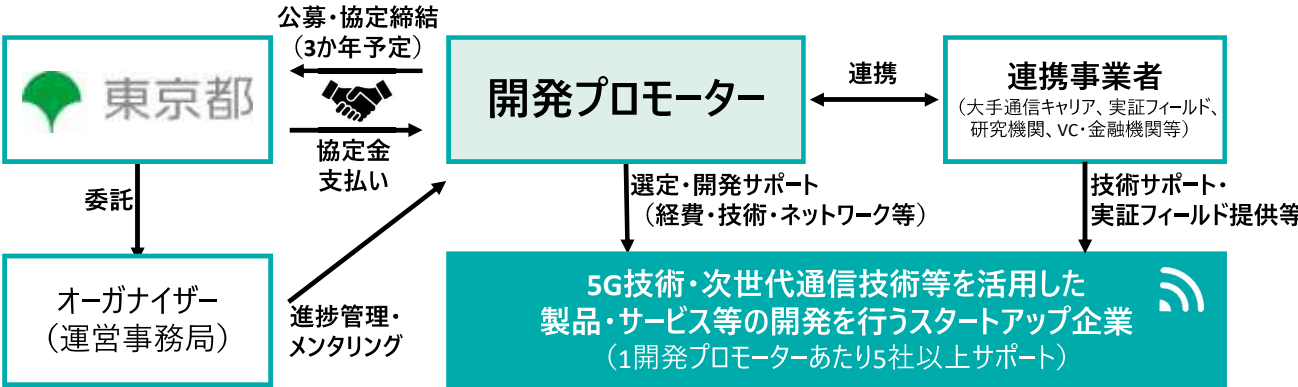 公募・協定締結
（3か年予定）
東京都
協定金
支払い
開発プロモーター
連携
連携事業者
（大手通信キャリア、実証フィールド、
研究機関、VC・金融機関等）
委託
選定・開発サポート
（経費・技術・ネットワーク等）
技術サポート・
実証フィールド提供等
オーガナイザー
（運営事務局）
進捗管理・
メンタリング
5G技術・次世代通信技術等を活用した
製品・サービス等の開発を行うスタートアップ企業
（1開発プロモーターあたり5社以上サポート）